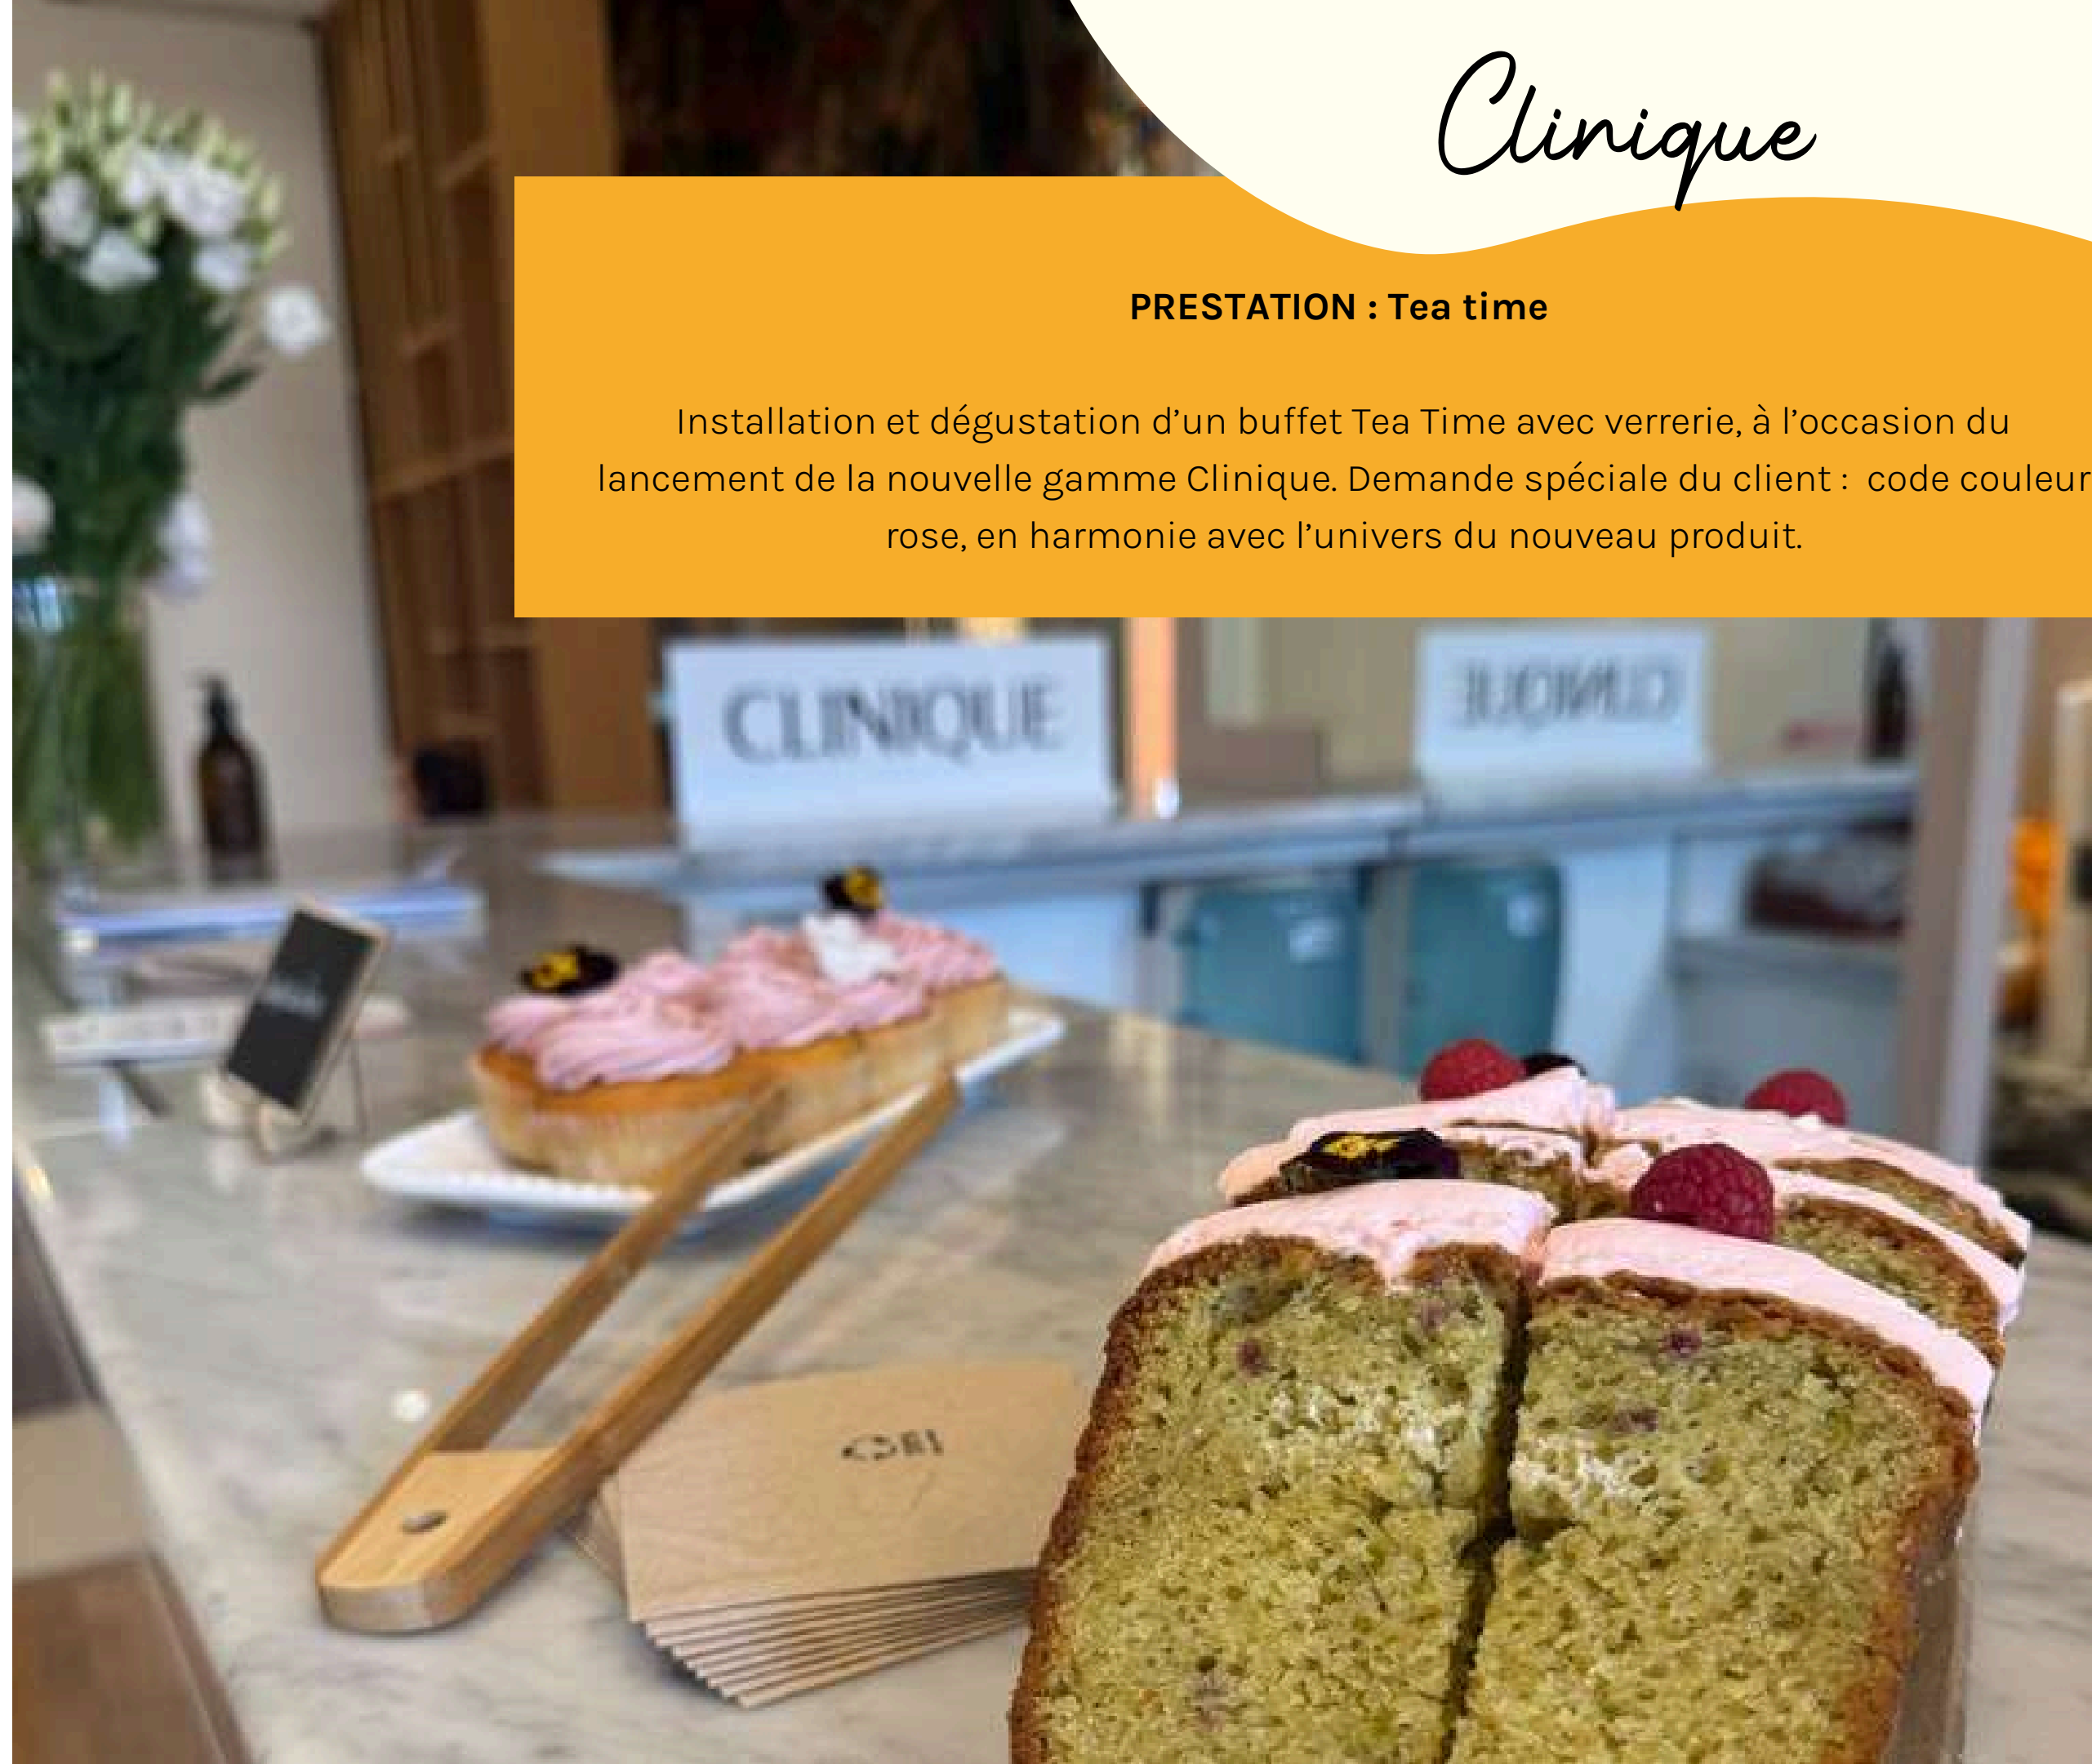 Clinique
PRESTATION : Tea time
Installation et dégustation d’un buffet Tea Time avec verrerie, à l’occasion du
lancement de la nouvelle gamme Clinique. Demande spéciale du client :  code couleur
rose, en harmonie avec l’univers du nouveau produit.
CLINIQUE
CLINIQUE